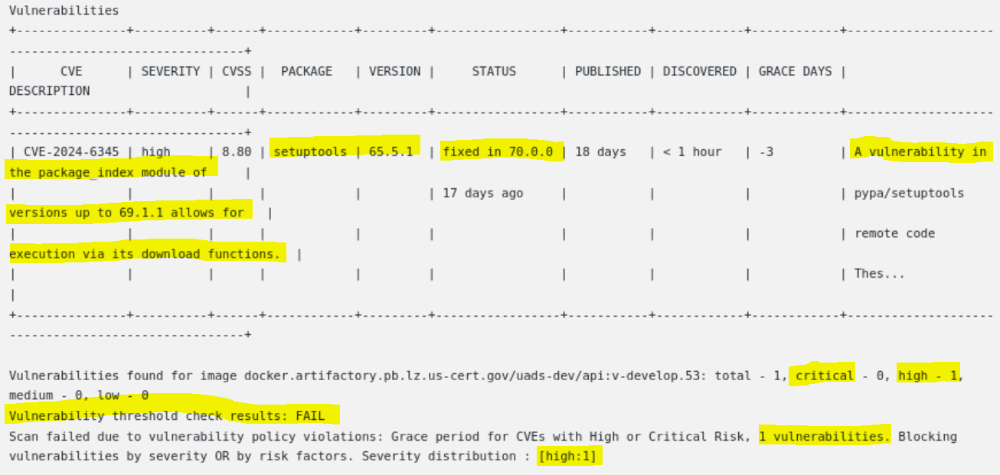 Vulnerabilities
+---------------+----------+------+------------+---------+----------------+-----------+------------+------------+-------------------
-------------------------------+
| CVE | SEVERITY | CVSS | PACKAGE | VERSION | STATUS | PUBLISHED | DISCOVERED | GRACE DAYS |
DESCRIPTION |
+---------------+----------+------+------------+---------+----------------+-----------+------------+------------+-------------------
-------------------------------+
| CVE-2024-6345 | high | 8.80 | setuptools | 65.5.1 | fixed in 70.0.0 | 18 days | < 1 hour | -3 | A vulnerability in
the package_index module of |
| | | | | | 17 days ago | | | | pypa/setuptools
versions up to 69.1.1 allows for |
| | | | | | | | | | remote code
execution via its download functions. |
| | | | | | | | | | Thes...
|
+---------------+----------+------+------------+---------+----------------+-----------+------------+------------+-------------------
-------------------------------+
Vulnerabilities found for image docker.artifactory.pb.lz.us-cert.gov/uads-dev/api:v-develop.53: total - 1, critical - 0, high - 1,
medium - 0, low - 0
Vulnerability threshold check results: FAIL
Scan failed due to vulnerability policy violations: Grace period for CVEs with High or Critical Risk, 1 vulnerabilities. Blocking
vulnerabilities by severity OR by risk factors. Severity distribution : [high:1]